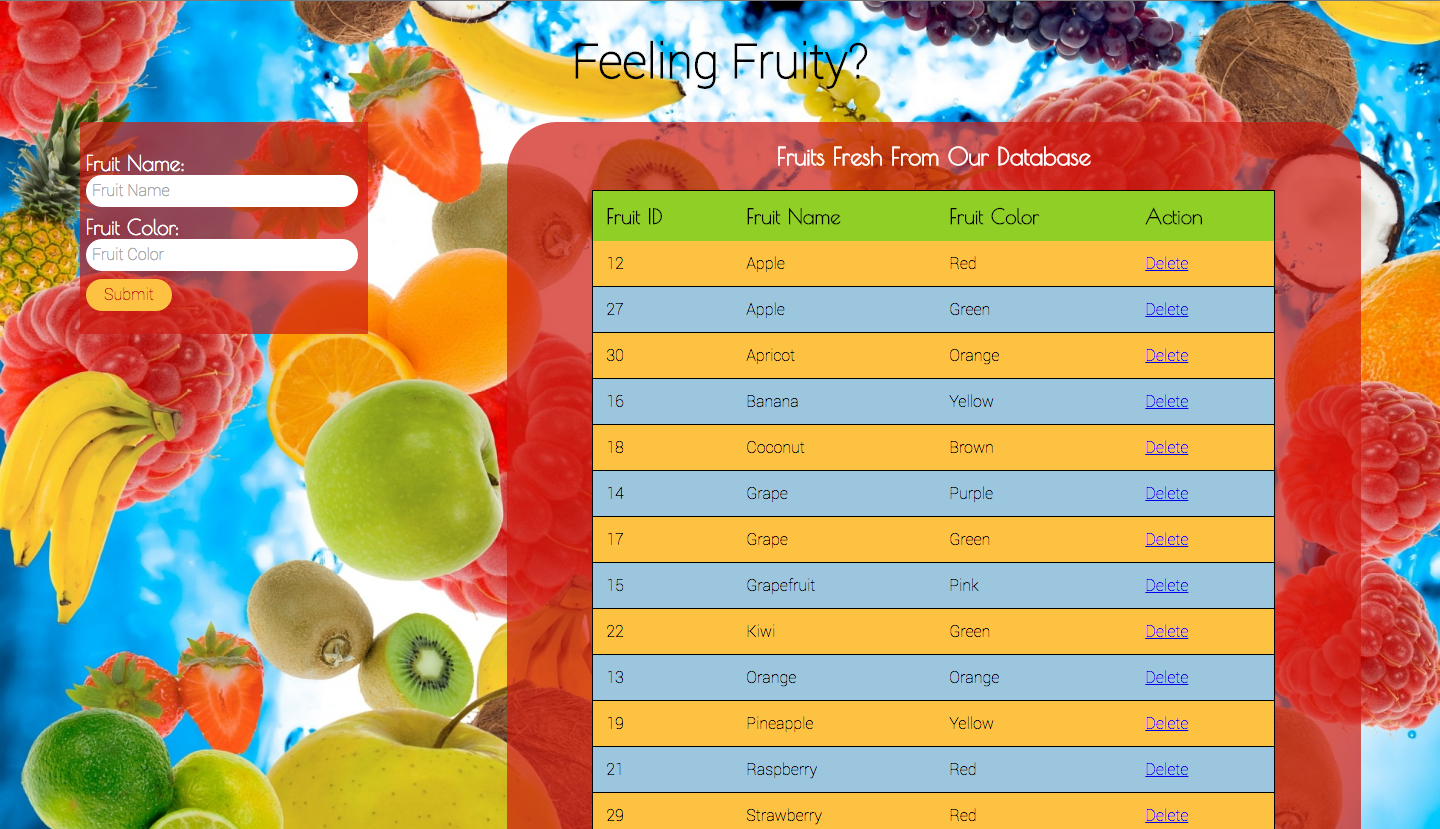 Feeling Fruity?
Fruit Name:
Fruit Name
Fruit Color:
Fruit Color
Submit
Fruits Fresh From Our Database
Fruit ID Fruit Name Fruit Color Action
12 Apple Red Delete
27 Apple Green Delete
30 Apricot Orange Delete
16 Banana Yellow Delete
18 Coconut Brown Delete
14 Grape Purple Delete
17 Grape Green Delete
15 Grapefruit Pink Delete
22 Kiwi Green Delete
13 Orange Orange Delete
19 Pineapple Yellow Delete
21 Raspberry Red Delete
29 Strawberry Red Delete